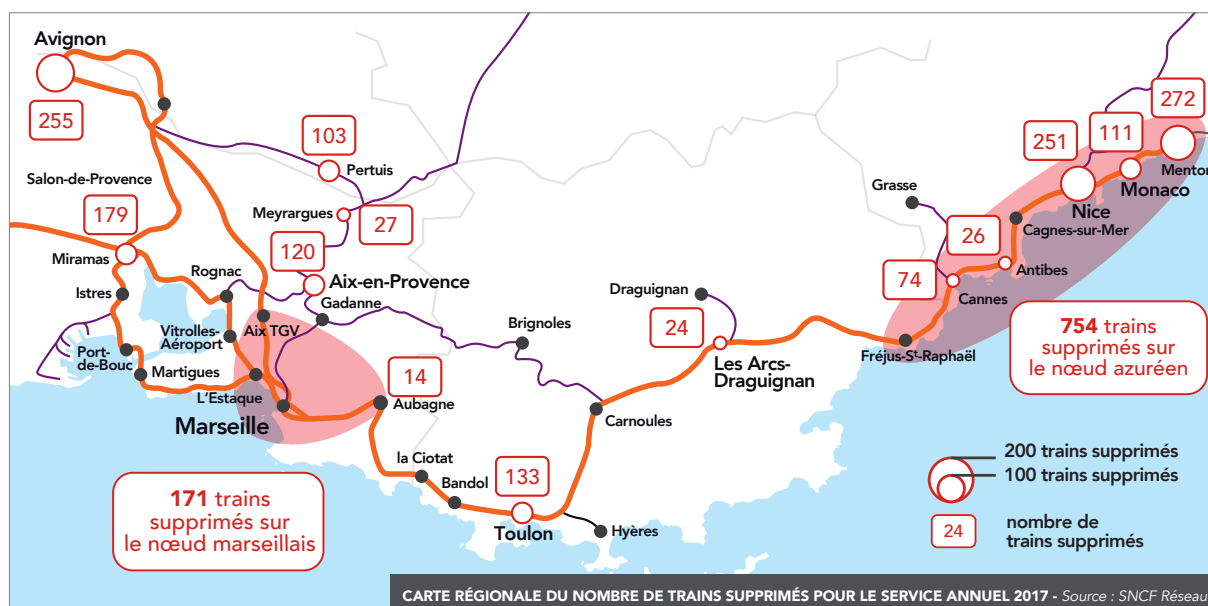 Avignon
255
103
Pertuis
Salon-de-Provence
179
Meyrargues
27
120
Miramas
Rognac
Aix-en-Provence
Istres
Gadanne
Vitrolles-
Aéroport
Aix TGV
Port-
de-Bouc
Martigues
L'Estaque
14
Aubagne
Marseille
171 trains
supprimés sur
le nœud marseillais
la Ciotat
Bandol
133
Toulon
Hyères
Brignoles
Carnoules
Draguignan
24
Les Arcs-
Draguignan
Grasse
74
26
251
111
272
Menton
Monaco
Nice
Cagnes-sur-Mer
Antibes
Cannes
Fréjus-St-Raphaël
754 trains
supprimés sur
le nœud azuréen
200 trains supprimés
100 trains supprimés
24
nombre de
trains supprimés
CARTE RÉGIONALE DU NOMBRE DE TRAINS SUPPRIMÉS POUR LE SERVICE ANNUEL 2017 - Source : SNCF Réseau